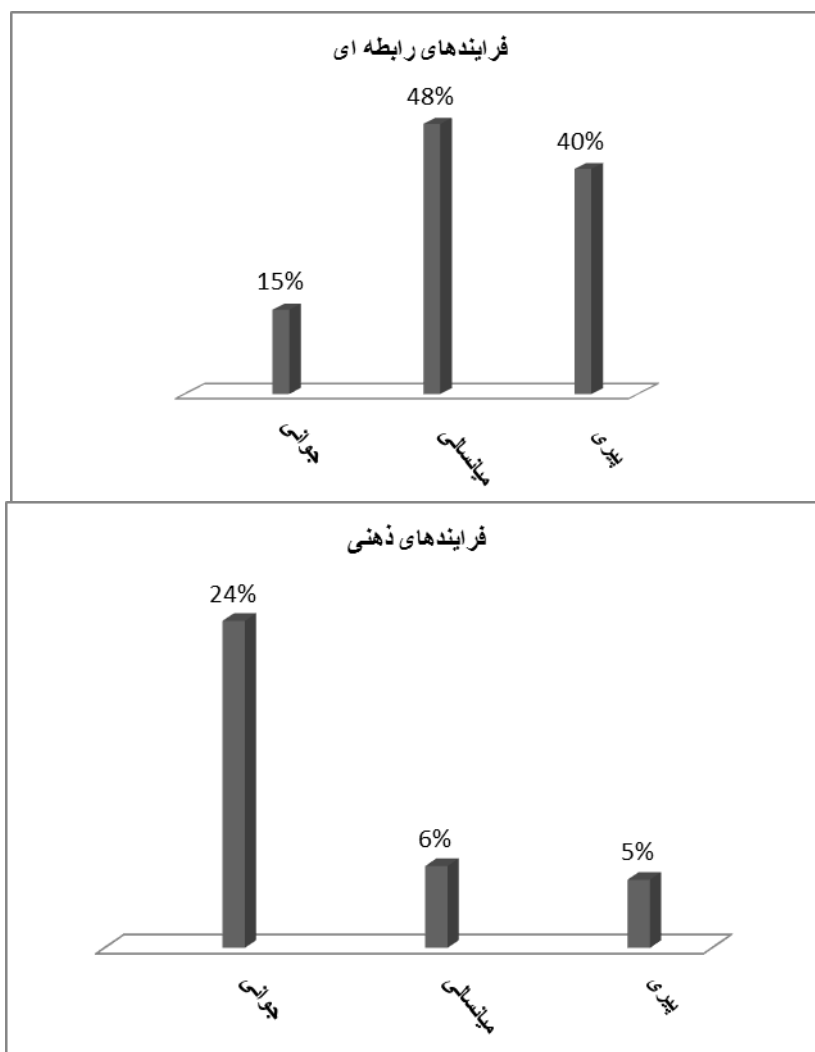 فرایندهای رابطه ای
48%
40%
15%
جوانی
میانسالی
پیری
فرایندهای ذهنی
24%
6%
5%
جوانی
میانسالی
پیری